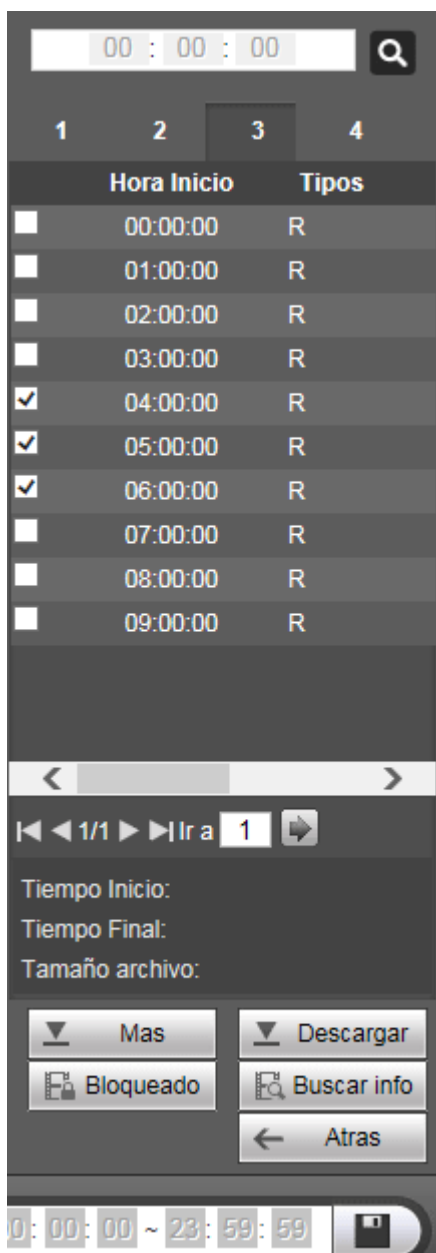 00 : 00 : 00
1 2 3 4
Hora Inicio Tipos
00:00:00 R
01:00:00 R
02:00:00 R
03:00:00 R
04:00:00 R
05:00:00 R
06:00:00 R
07:00:00 R
08:00:00 R
09:00:00 R
1/1 Ir a 1
Tiempo Inicio:
Tiempo Final:
Tamaño archivo:
Mas Descargar
Bloqueado Buscar info
Atras
0 : 00 : 00 ~ 23 : 59 : 59